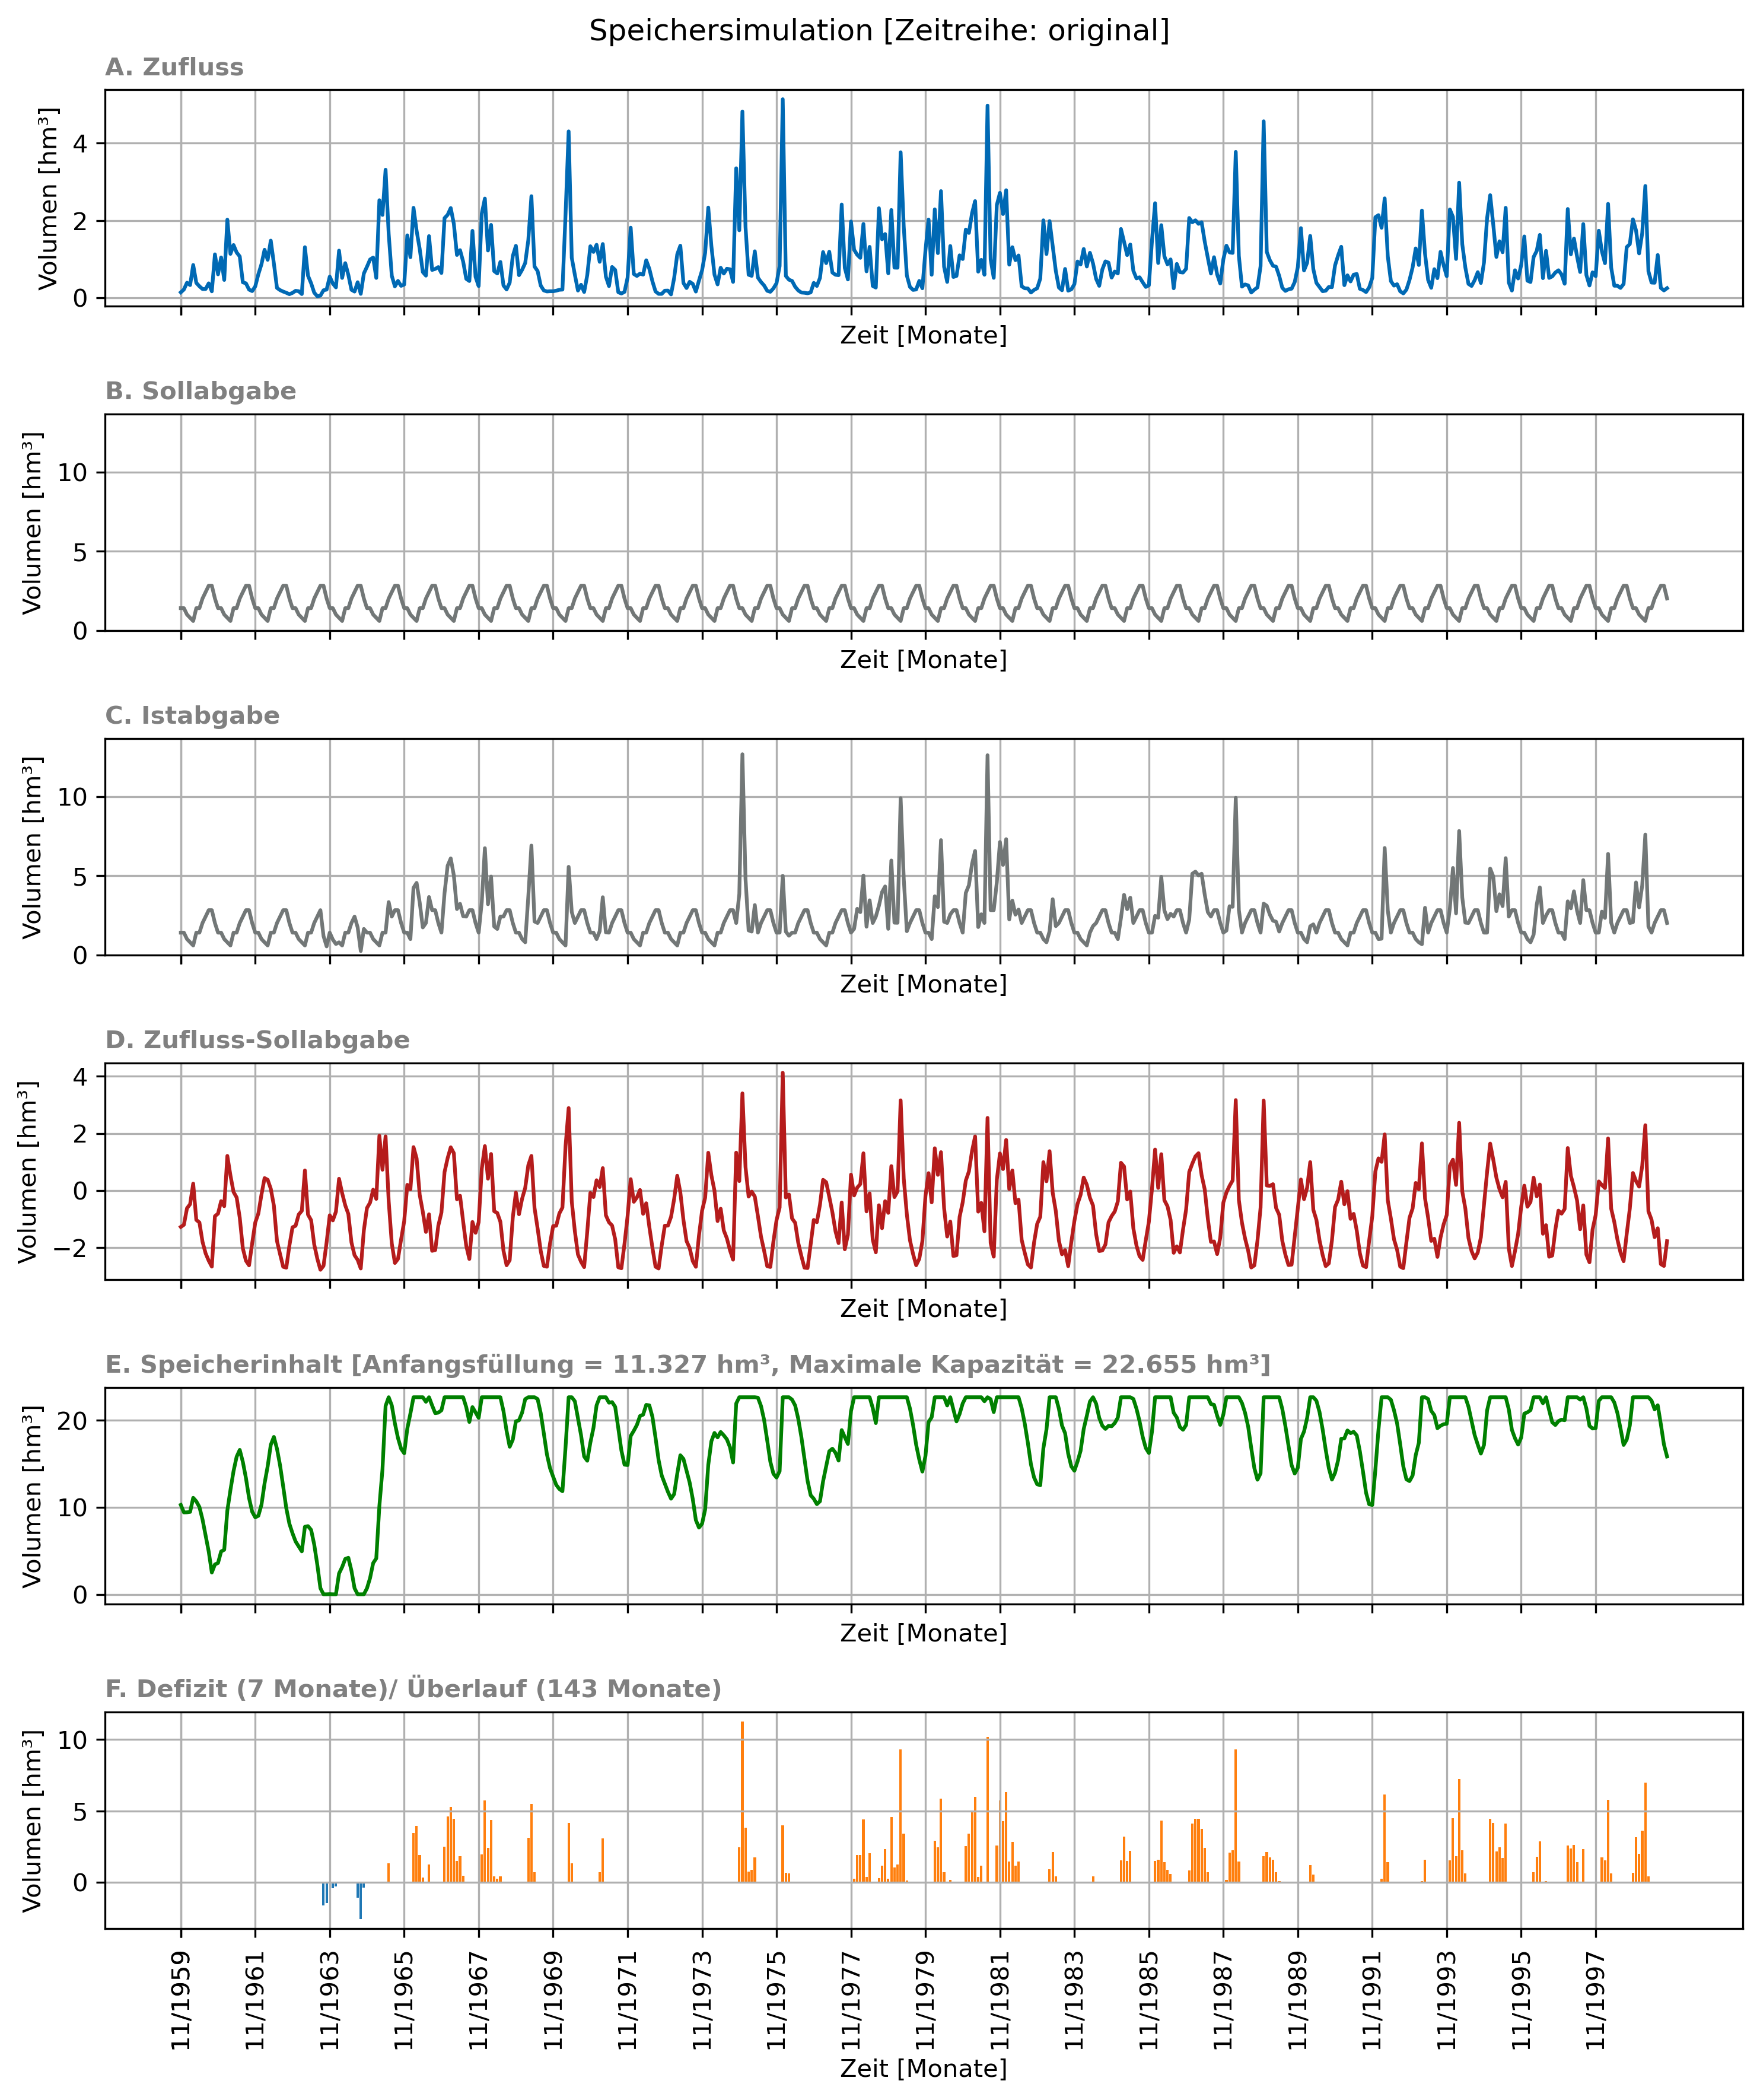 Speichersimulation [Zeitreihe: original]
A. Zufluss
Volumen [hm³]
4
2
0
Zeit [Monate]
B. Sollabgabe
Volumen [hm³]
10
5
0
Zeit [Monate]
C. Istabgabe
Volumen [hm³]
10
5
0
Zeit [Monate]
D. Zufluss-Sollabgabe
Volumen [hm³]
4
2
0
−2
Zeit [Monate]
E. Speicherinhalt [Anfangsfüllung = 11.327 hm³, Maximale Kapazität = 22.655 hm³]
Volumen [hm³]
20
10
0
Zeit [Monate]
F. Defizit (7 Monate)/ Überlauf (143 Monate)
Volumen [hm³]
10
5
0
11/1959
11/1961
11/1963
11/1965
11/1967
11/1969
11/1971
11/1973
11/1975
11/1977
11/1979
11/1981
11/1983
11/1985
11/1987
11/1989
11/1991
11/1993
11/1995
11/1997
Zeit [Monate]